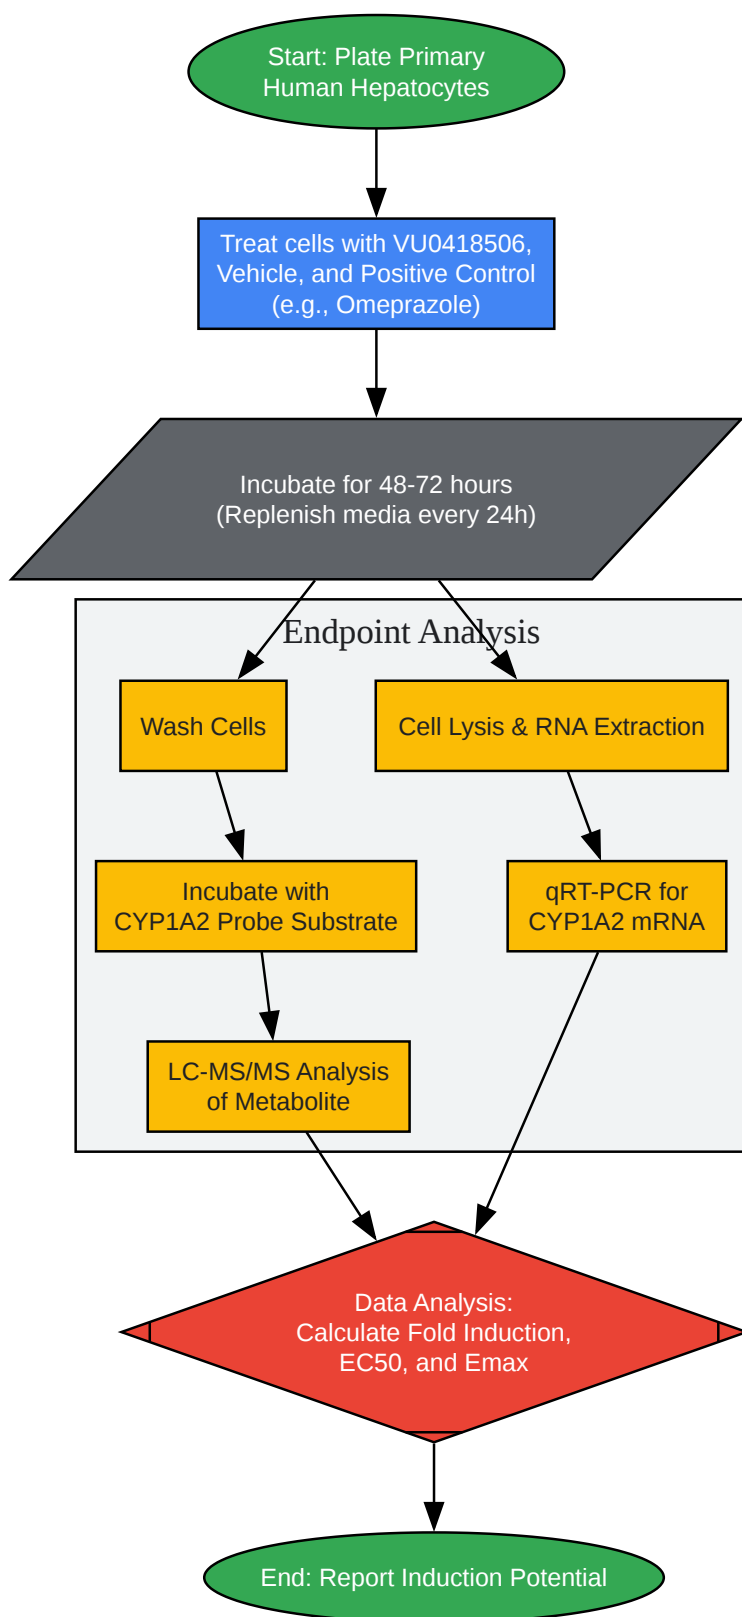 Start: Plate Primary
Human Hepatocytes
Treat cells with VU0418506,
Vehicle, and Positive Control
(e.g., Omeprazole)
Incubate for 48-72 hours
(Replenish media every 24h)
Endpoint Analysis
Wash Cells
Cell Lysis & RNA Extraction
Incubate with
CYP1A2 Probe Substrate
qRT-PCR for
CYP1A2 mRNA
LC-MS/MS Analysis
of Metabolite
Data Analysis:
Calculate Fold Induction,
EC50, and Emax
End: Report Induction Potential